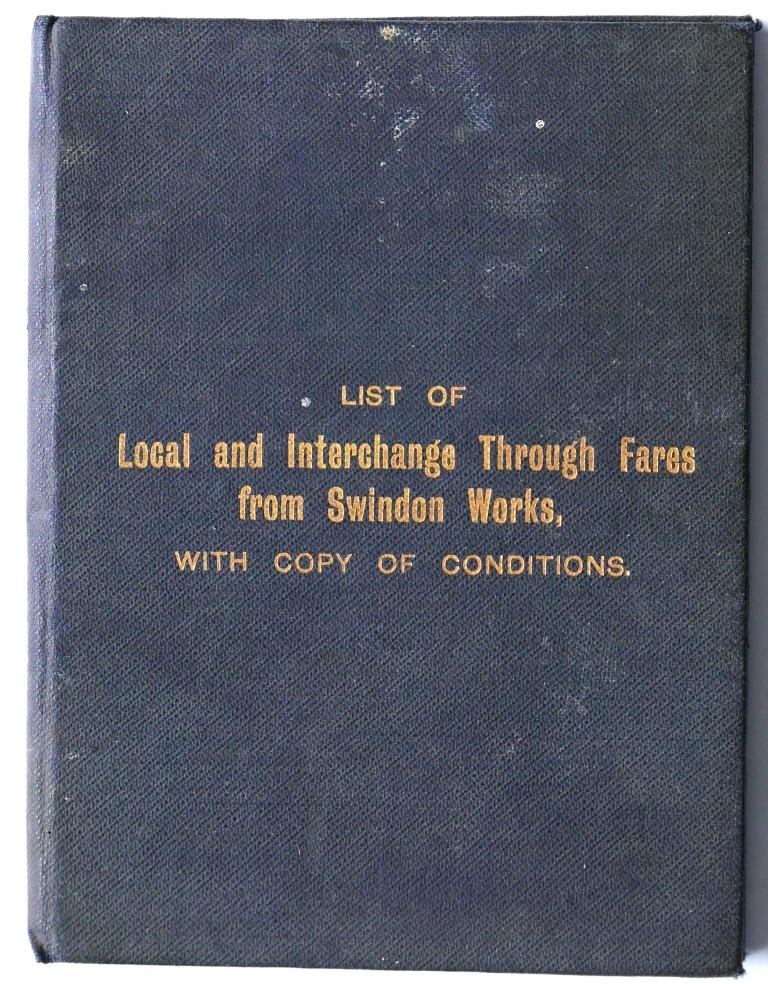 LIST OF
Local and Interchange Through Fares
from Swindon Works,
WITH COPY OF CONDITIONS.